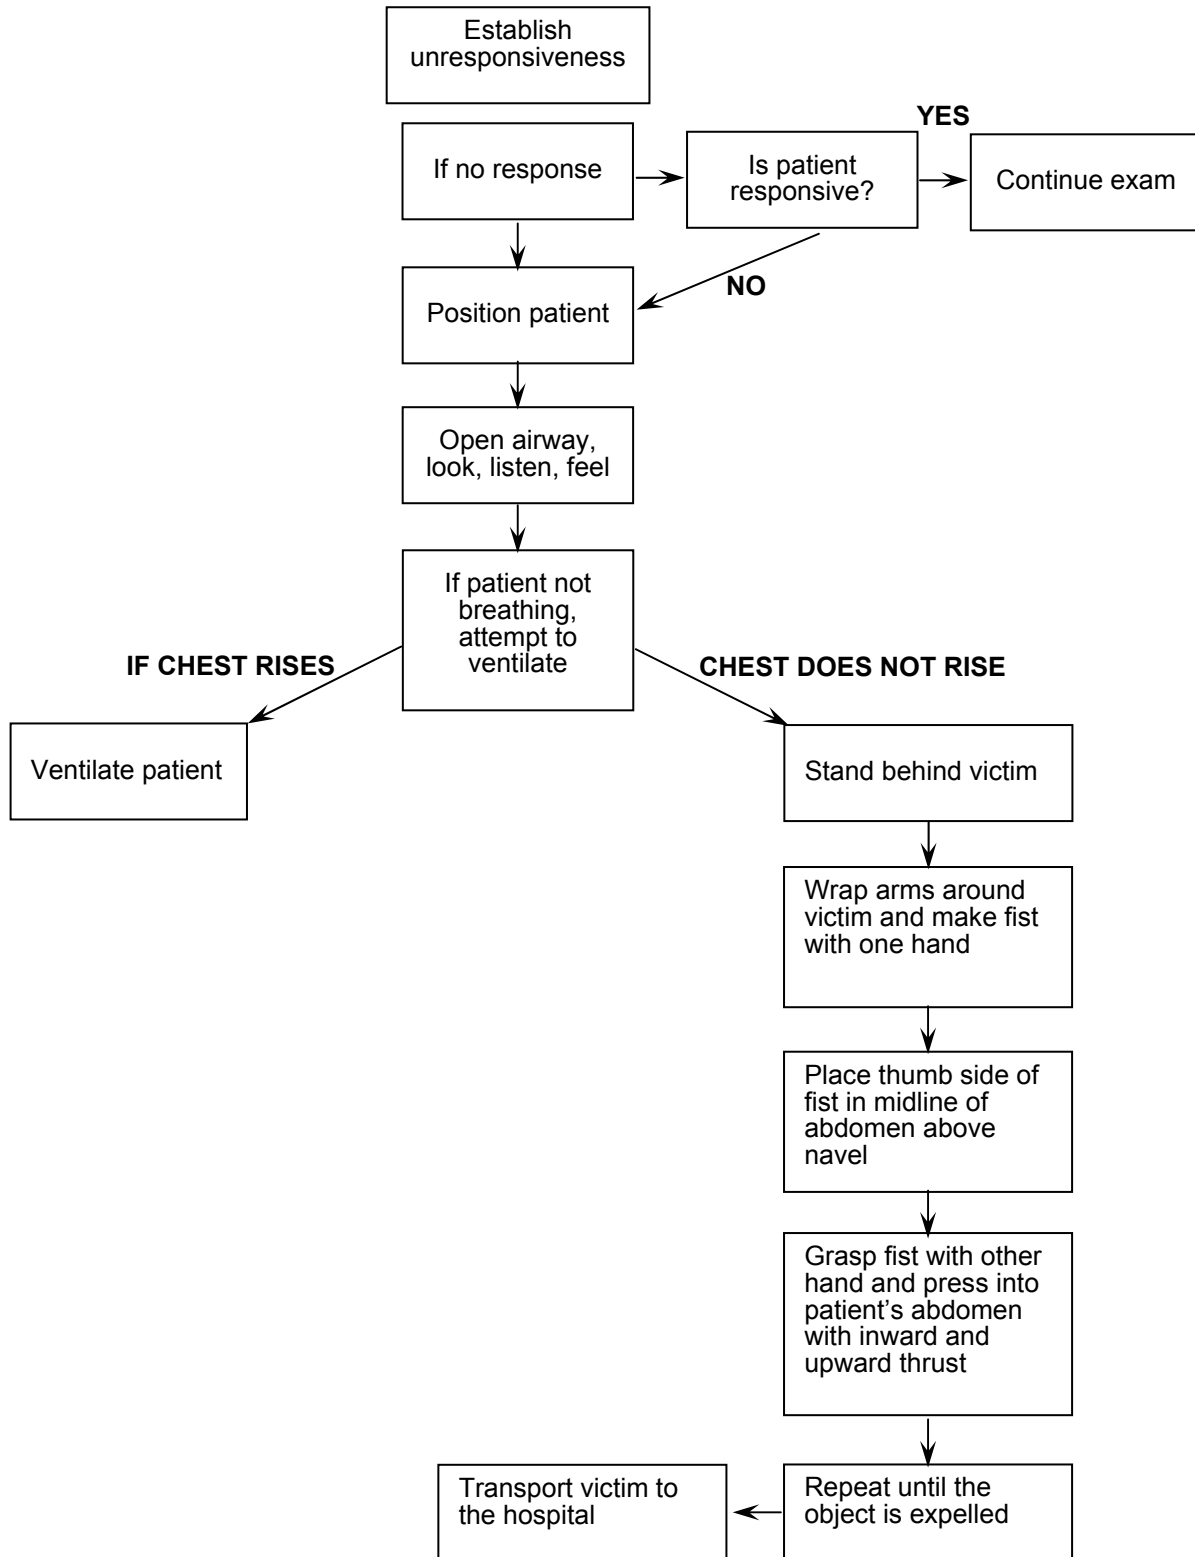 Establish
unresponsiveness
YES
If no response
Is patient
responsive?
Continue exam
NO
Position patient
Open airway,
look, listen, feel
If patient not
breathing,
attempt to
ventilate
IF CHEST RISES
CHEST DOES NOT RISE
Ventilate patient
Stand behind victim
Wrap arms around
victim and make fist
with one hand
Place thumb side of
fist in midline of
abdomen above
navel
Grasp fist with other
hand and press into
patient’s abdomen
with inward and
upward thrust
Transport victim to
the hospital
Repeat until the
object is expelled